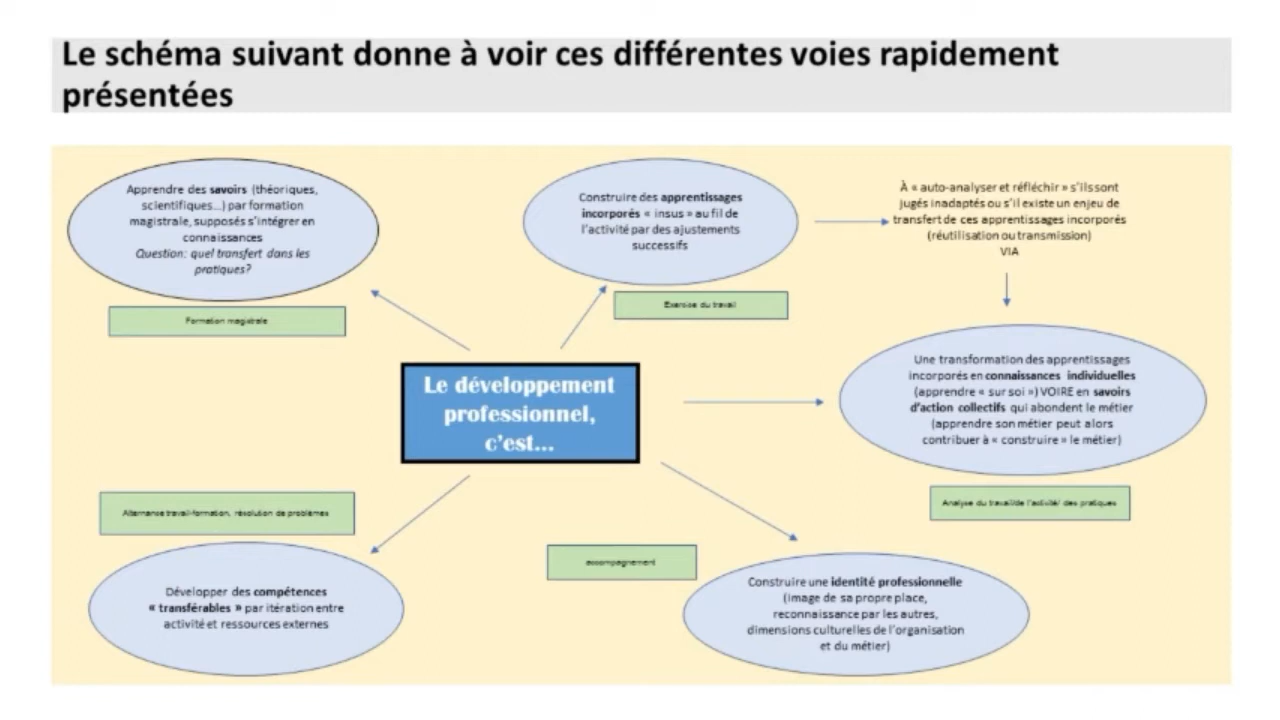 Le schéma suivant donne à voir ces différentes voies rapidement
présentées
Apprendre des savoirs (théoriques,
scientifiques...) par formation
magistrale, supposés s'intégrer en
connaissances
Question: quel transfert dans les
pratiques?
Formation magistrale
Construire des apprentissages
incorporés « insus » au fil de
l'activité par des ajustements
successifs
Exercice du travail
À « auto-analyser et réfléchir » s'ils sont
jugés inadaptés ou s'il existe un enjeu de
transfert de ces apprentissages incorporés
(réutilisation ou transmission)
VIA
Une transformation des apprentissages
incorporés en connaissances individuelles
(apprendre « sur soi ») VOIRE en savoirs
d'action collectifs qui abondent le métier
(apprendre son métier peut alors
contribuer à « construire » le métier)
Analyse du travail/de l'activité/ des pratiques
Le développement
professionnel,
c'est...
Alternance travail-formation, résolution de problèmes
Développer des compétences
« transférables » par itération entre
activité et ressources externes
accompagnement
Construire une identité professionnelle
(image de sa propre place,
reconnaissance par les autres,
dimensions culturelles de l'organisation
et du métier)